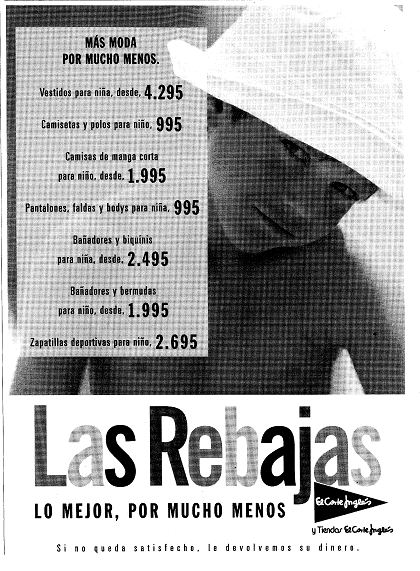 MÁS MODA
POR MUCHO MENOS.
Vestidos para niña, desde, 4.295
Camisetas y polos para niño, 995
Camisas de manga corta
para niño, desde, 1.995
Pantalones, faldas y bodys para niña, 995
Bañadores y biquinis
para niña, desde, 2.495
Bañadores y bermudas
para niño, desde, 1.995
Zapatillas deportivas para niño, 2.695
Las Rebajas
LO MEJOR, POR MUCHO MENOS
El Corte Inglés
y Tiendas El Corte Inglés
Si no queda satisfecho, le devolvemos su dinero.